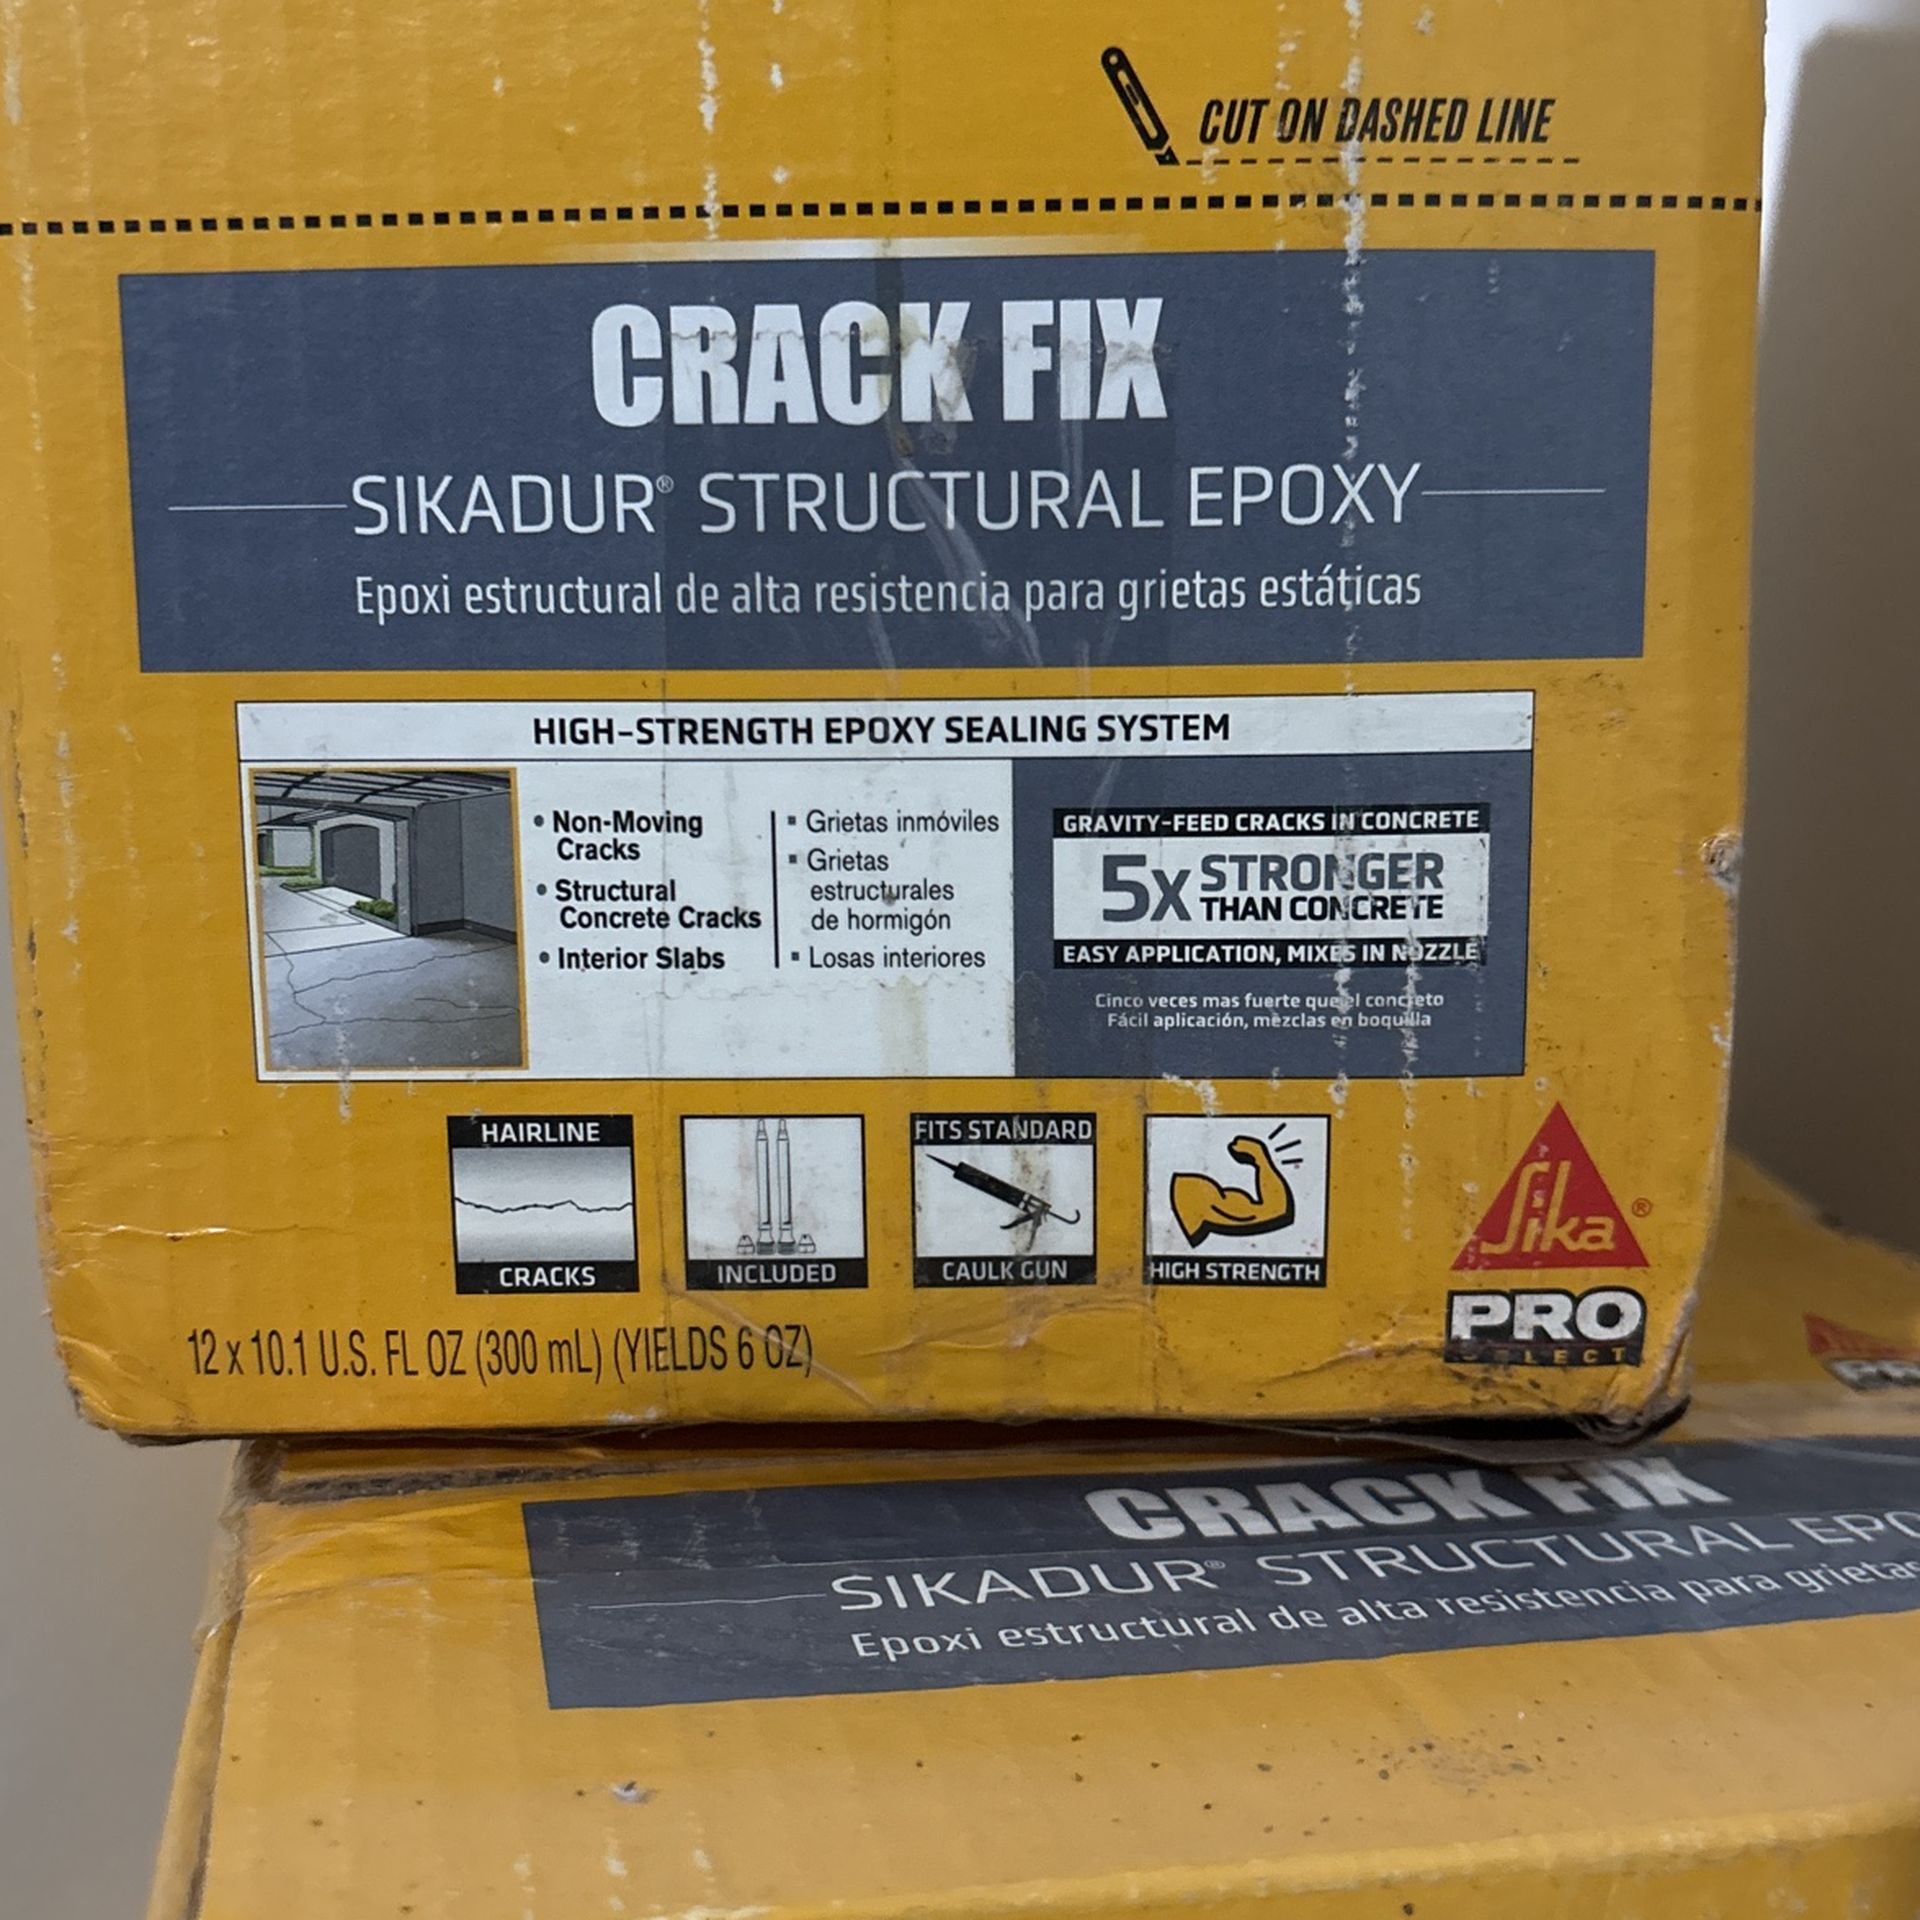 CUT ON DASHED LINE
CRACK FIX
SIKADUR® STRUCTURAL EPOXY
Epoxi estructural de alta resistencia para grietas estáticas
HIGH-STRENGTH EPOXY SEALING SYSTEM
• Non-Moving
Cracks
• Structural
Concrete Cracks
• Interior Slabs
▪ Grietas inmóviles
▪ Grietas
estructurales
de hormigón
▪ Losas interiores
GRAVITY-FEED CRACKS IN CONCRETE
5X STRONGER
THAN CONCRETE
EASY APPLICATION, MIXES IN NOZZLE
Cinco veces mas fuerte que el concreto
Fácil aplicación, mezclas en boquilla
HAIRLINE
CRACKS
INCLUDED
FITS STANDARD
CAULK GUN
HIGH STRENGTH
Sika®
PRO
SELECT
12 x 10.1 U.S. FL OZ (300 mL) (YIELDS 6 OZ)
CRACK FIX
SIKADUR® STRUCTURAL EPO
Epoxi estructural de alta resistencia para grietas